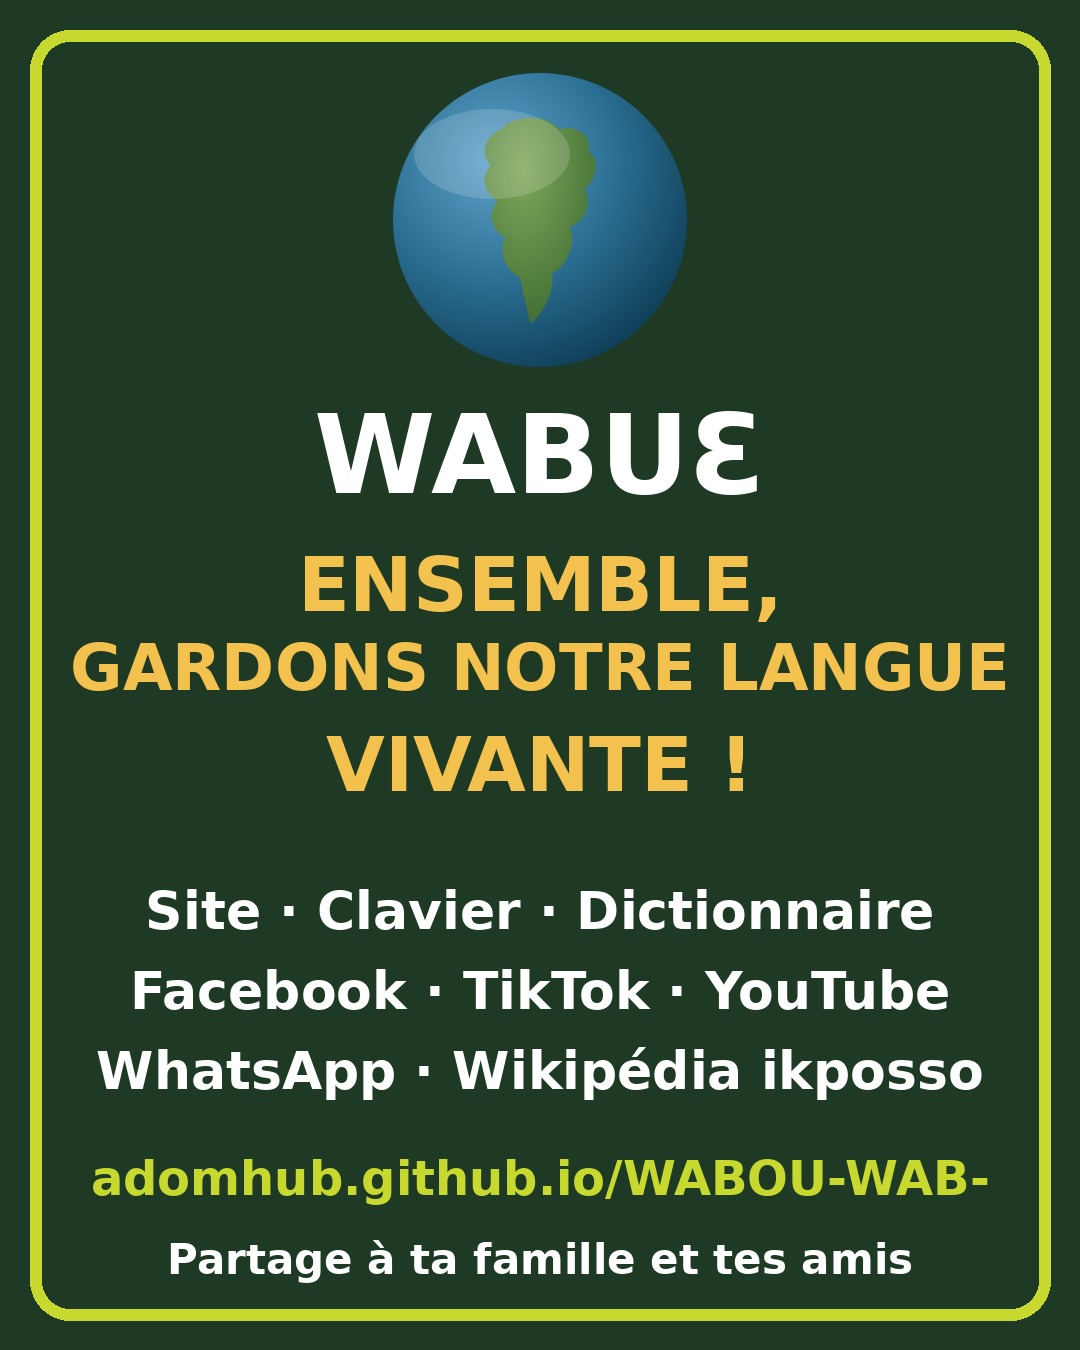 WABUƐ
ENSEMBLE,
GARDONS NOTRE LANGUE
VIVANTE !
Site · Clavier · Dictionnaire
Facebook · TikTok · YouTube
WhatsApp · Wikipédia ikposso
adomhub.github.io/WABOU-WAB-
Partage à ta famille et tes amis